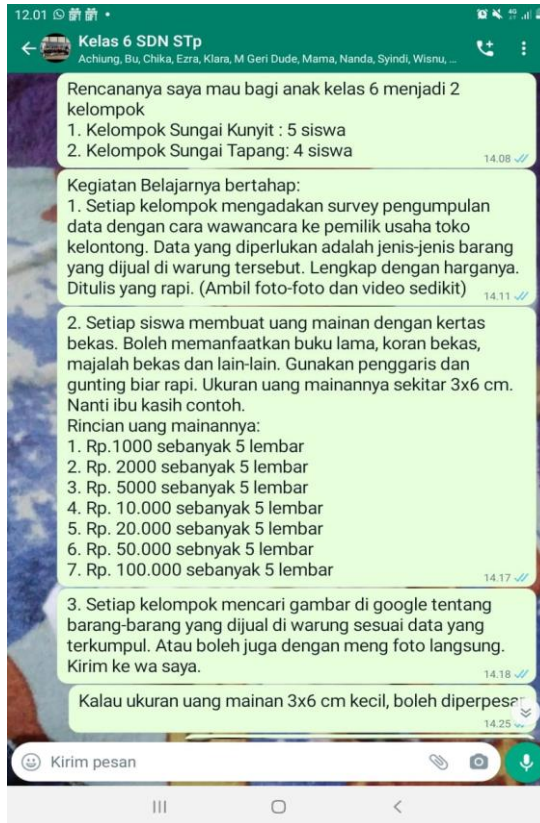 12.01
Kelas 6 SDN STp
Achiung, Bu, Chika, Ezra, Klara, M Geri Dude, Mama, Nanda, Syindi, Wisnu, ...
Rencananya saya mau bagi anak kelas 6 menjadi 2
kelompok
1. Kelompok Sungai Kunyit : 5 siswa
2. Kelompok Sungai Tapang: 4 siswa
14.08
Kegiatan Belajarnya bertahap:
1. Setiap kelompok mengadakan survey pengumpulan
data dengan cara wawancara ke pemilik usaha toko
kelontong. Data yang diperlukan adalah jenis-jenis barang
yang dijual di warung tersebut. Lengkap dengan harganya.
Ditulis yang rapi. (Ambil foto-foto dan video sedikit)
14.11
2. Setiap siswa membuat uang mainan dengan kertas
bekas. Boleh memanfaatkan buku lama, koran bekas,
majalah bekas dan lain-lain. Gunakan penggaris dan
gunting biar rapi. Ukuran uang mainannya sekitar 3x6 cm.
Nanti ibu kasih contoh.
Rincian uang mainannya:
1. Rp.1000 sebanyak 5 lembar
2. Rp. 2000 sebanyak 5 lembar
3. Rp. 5000 sebanyak 5 lembar
4. Rp. 10.000 sebanyak 5 lembar
5. Rp. 20.000 sebanyak 5 lembar
6. Rp. 50.000 sebnyak 5 lembar
7. Rp. 100.000 sebanyak 5 lembar
14.17
3. Setiap kelompok mencari gambar di google tentang
barang-barang yang dijual di warung sesuai data yang
terkumpul. Atau boleh juga dengan meng foto langsung.
Kirim ke wa saya.
14.18
Kalau ukuran uang mainan 3x6 cm kecil, boleh diperpesar
14.25
Kirim pesan